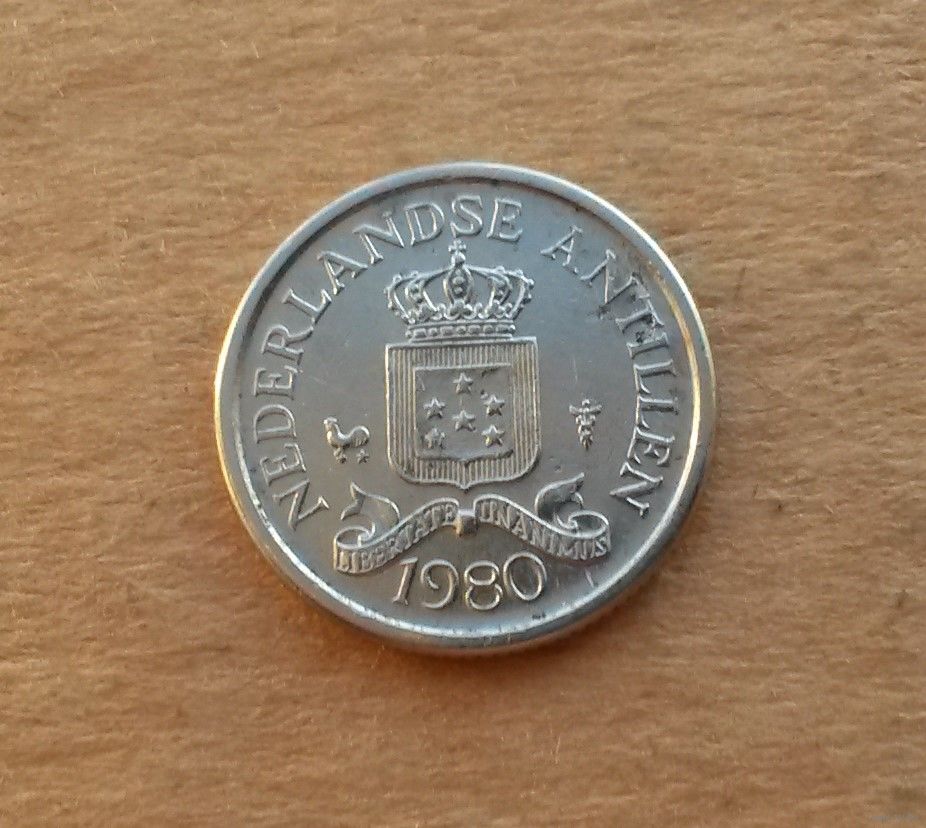 NEDERLANDSE ANTILLEN
LIBERTATE UNANIMUS
1980